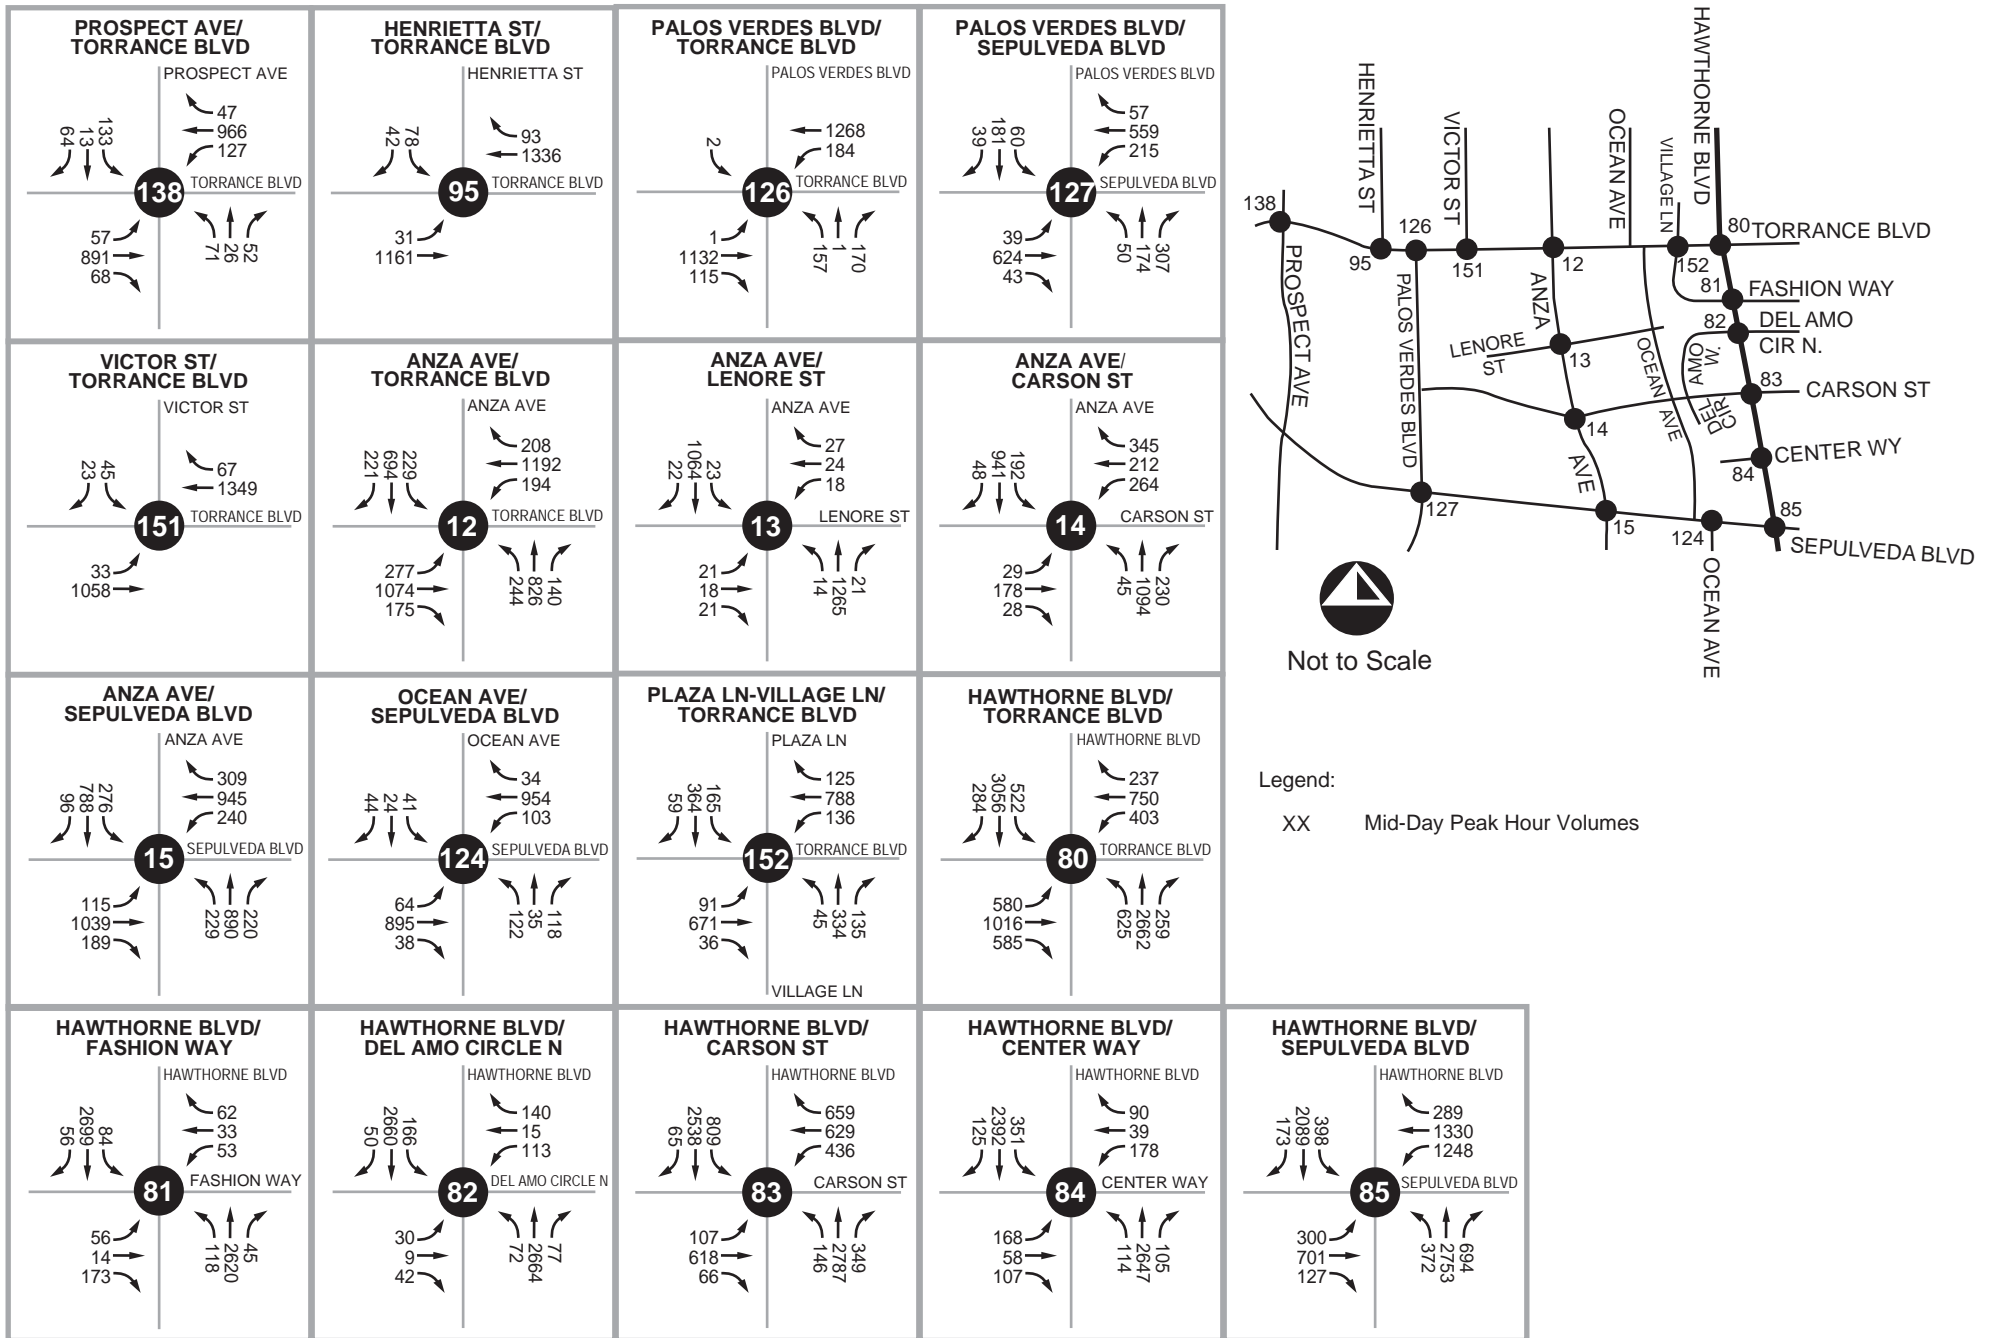 PROSPECT AVE/
TORRANCE BLVD
PROSPECT AVE
64
13
133
47
966
127
138
TORRANCE BLVD
57
891
68
71
26
52
HENRIETTA ST/
TORRANCE BLVD
HENRIETTA ST
42
78
93
1336
95
TORRANCE BLVD
31
1161
PALOS VERDES BLVD/
TORRANCE BLVD
PALOS VERDES BLVD
2
1268
184
126
TORRANCE BLVD
1
1132
115
157
1
170
PALOS VERDES BLVD/
SEPULVEDA BLVD
PALOS VERDES BLVD
39
181
60
57
559
215
127
SEPULVEDA BLVD
39
624
43
50
174
307
VICTOR ST/
TORRANCE BLVD
VICTOR ST
23
45
67
1349
151
TORRANCE BLVD
33
1058
ANZA AVE/
TORRANCE BLVD
ANZA AVE
221
694
229
208
1192
194
12
TORRANCE BLVD
277
1074
175
244
826
140
ANZA AVE/
LENORE ST
ANZA AVE
22
1064
23
27
24
18
13
LENORE ST
21
18
21
14
1265
21
ANZA AVE/
CARSON ST
ANZA AVE
48
941
192
345
212
264
14
CARSON ST
29
178
28
45
1094
230
ANZA AVE/
SEPULVEDA BLVD
ANZA AVE
96
788
276
309
945
240
15
SEPULVEDA BLVD
115
1039
189
229
890
220
OCEAN AVE/
SEPULVEDA BLVD
OCEAN AVE
44
24
41
34
954
103
124
SEPULVEDA BLVD
64
895
38
122
35
118
PLAZA LN-VILLAGE LN/
TORRANCE BLVD
PLAZA LN
59
364
165
125
788
136
152
TORRANCE BLVD
91
671
36
45
334
135
VILLAGE LN
HAWTHORNE BLVD/
TORRANCE BLVD
HAWTHORNE BLVD
284
3056
522
237
750
403
80
TORRANCE BLVD
580
1016
585
625
2662
259
HAWTHORNE BLVD/
FASHION WAY
HAWTHORNE BLVD
56
2699
84
62
33
53
81
FASHION WAY
56
14
173
118
2620
45
HAWTHORNE BLVD/
DEL AMO CIRCLE N
HAWTHORNE BLVD
50
2660
166
140
15
113
82
DEL AMO CIRCLE N
30
9
42
72
2664
77
HAWTHORNE BLVD/
CARSON ST
HAWTHORNE BLVD
65
2538
809
659
629
436
83
CARSON ST
107
618
66
146
2787
349
HAWTHORNE BLVD/
CENTER WAY
HAWTHORNE BLVD
125
2392
351
90
39
178
84
CENTER WAY
168
58
107
114
2647
105
HAWTHORNE BLVD/
SEPULVEDA BLVD
HAWTHORNE BLVD
173
2089
398
289
1330
1248
85
SEPULVEDA BLVD
300
701
127
372
2753
694
HENRIETTA ST
VICTOR ST
OCEAN AVE
VILLAGE LN
HAWTHORNE BLVD
138
126
80
TORRANCE BLVD
95
151
12
152
81
FASHION WAY
82
DEL AMO
CIR N.
PROSPECT AVE
PALOS VERDES BLVD
ANZA
LENORE
ST
13
OCEAN AVE
DEL AMO
CIR W.
83
CARSON ST
14
AVE
84
CENTER WY
127
15
124
85
SEPULVEDA BLVD
OCEAN AVE
Not to Scale
Legend:
XX Mid-Day Peak Hour Volumes